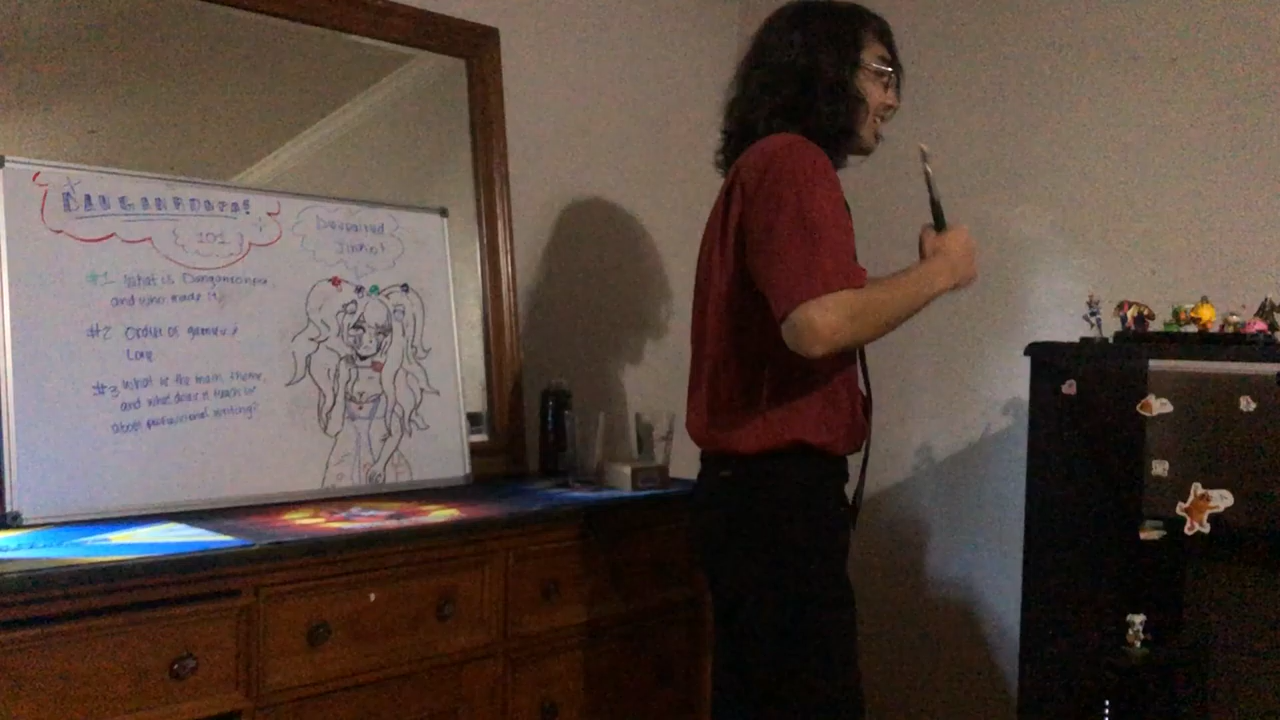 DANGANRONPA!
101
#1 What is Danganronpa
and who made it?
#2 Order of games /
Lore
#3 What is the main theme,
and what does it teach us
about professional writing?
Despaired